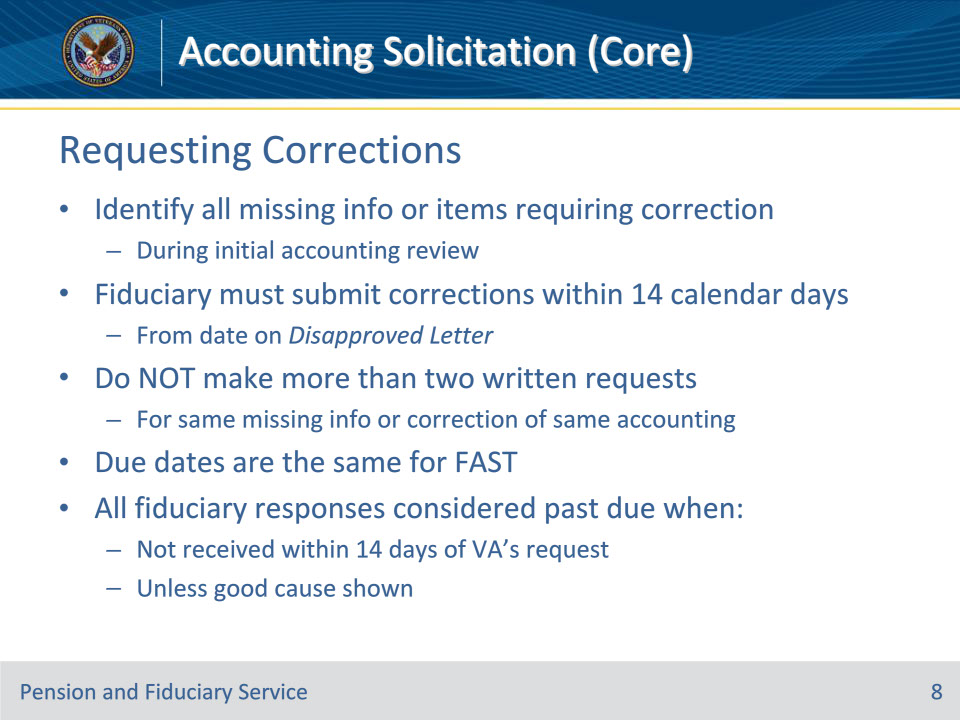 Accounting Solicitation (Core)
Requesting Corrections
• Identify all missing info or items requiring correction
– During initial accounting review
• Fiduciary must submit corrections within 14 calendar days
– From date on Disapproved Letter
• Do NOT make more than two written requests
– For same missing info or correction of same accounting
• Due dates are the same for FAST
• All fiduciary responses considered past due when:
– Not received within 14 days of VA’s request
– Unless good cause shown
Pension and Fiduciary Service
8